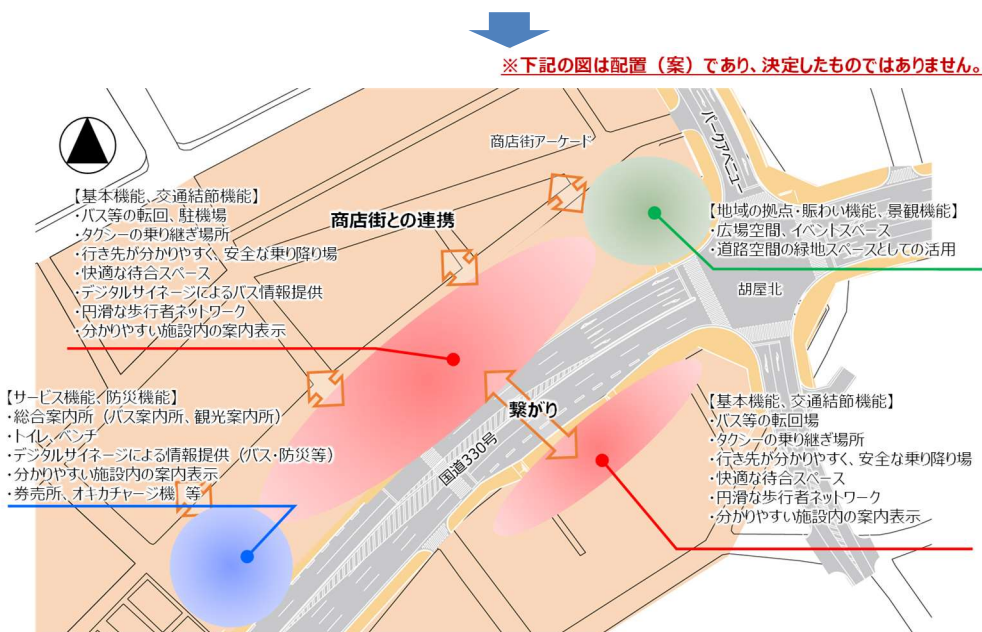 ※下記の図は配置（案）であり、決定したものではありません。
パークアベニュー
商店街アーケード
【基本機能、交通結節機能】
・バス等の転回、駐機場
・タクシーの乗り継ぎ場所
・行き先が分かりやすく、安全な乗り降り場
・快適な待合スペース
・デジタルサイネージによるバス情報提供
・円滑な歩行者ネットワーク
・分かりやすい施設内の案内表示
商店街との連携
【地域の拠点・賑わい機能、景観機能】
・広場空間、イベントスペース
・道路空間の緑地スペースとしての活用
胡屋北
【サービス機能、防災機能】
・総合案内所（バス案内所、観光案内所）
・トイレ、ベンチ
・デジタルサイネージによる情報提供（バス・防災等）
・分かりやすい施設内の案内表示
・券売所、オキカチャージ機　等
繋がり
国道330号
【基本機能、交通結節機能】
・バス等の転回場
・タクシーの乗り継ぎ場所
・行き先が分かりやすく、安全な乗り降り場
・快適な待合スペース
・円滑な歩行者ネットワーク
・分かりやすい施設内の案内表示